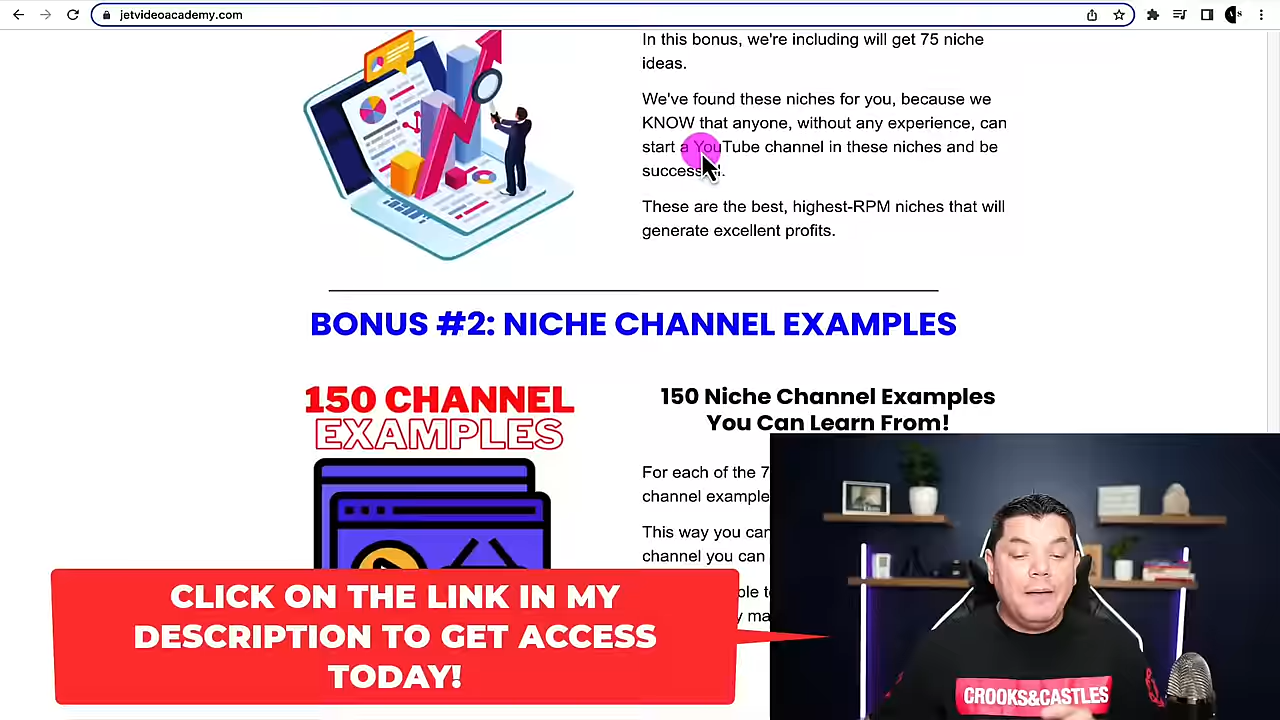 jetvideoacademy.com
In this bonus, we're including will get 75 niche
ideas.
We've found these niches for you, because we
KNOW that anyone, without any experience, can
start a YouTube channel in these niches and be
These are the best, highest-RPM niches that will
generate excellent profits.
BONUS #2: NICHE CHANNEL EXAMPLES
150 CHANNEL
EXAMPLES
150 Niche Channel Examples
You Can Learn From!
For each of the 7
channel example
This way you can
channel you can
CLICK ON THE LINK IN MY
DESCRIPTION TO GET ACCESS
TODAY!
CROOKS&CASTLES